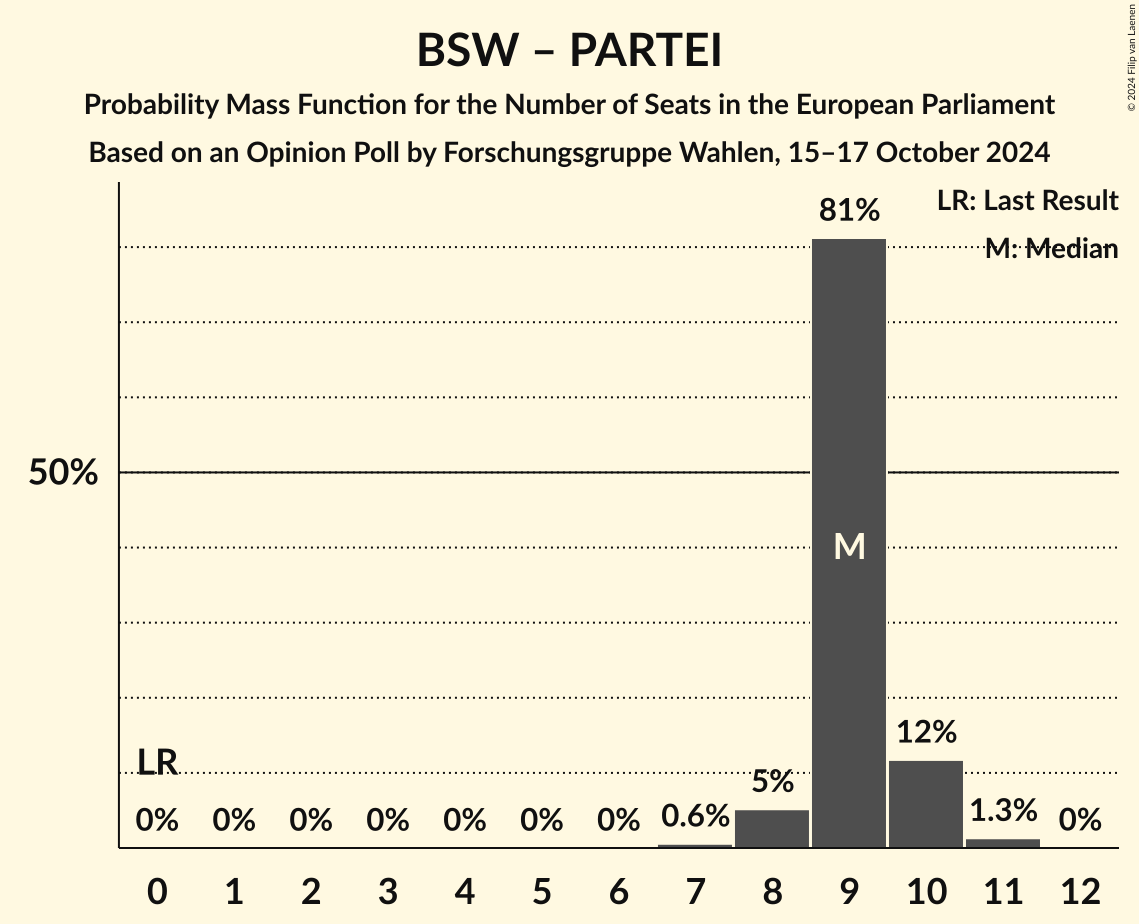 BSW – PARTEI
Probability Mass Function for the Number of Seats in the European Parliament
Based on an Opinion Poll by Forschungsgruppe Wahlen, 15–17 October 2024
© 2024 Filip van Laenen
LR: Last Result
M: Median
81%
50%
M
12%
LR
5%
0% 0% 0% 0% 0% 0% 0% 0.6% 1.3% 0%
0 1 2 3 4 5 6 7 8 9 10 11 12